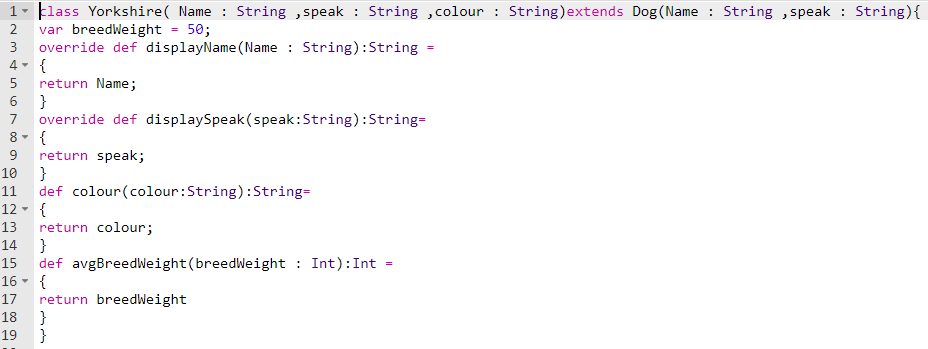 1 class Yorkshire( Name : String ,speak : String ,colour : String)extends Dog(Name : String ,speak : String){
2 var breedWeight = 50;
3 override def displayName(Name : String):String =
4 {
5 return Name;
6 }
7 override def displaySpeak(speak:String):String=
8 {
9 return speak;
10 }
11 def colour(colour:String):String=
12 {
13 return colour;
14 }
15 def avgBreedWeight(breedWeight : Int):Int =
16 {
17 return breedWeight
18 }
19 }